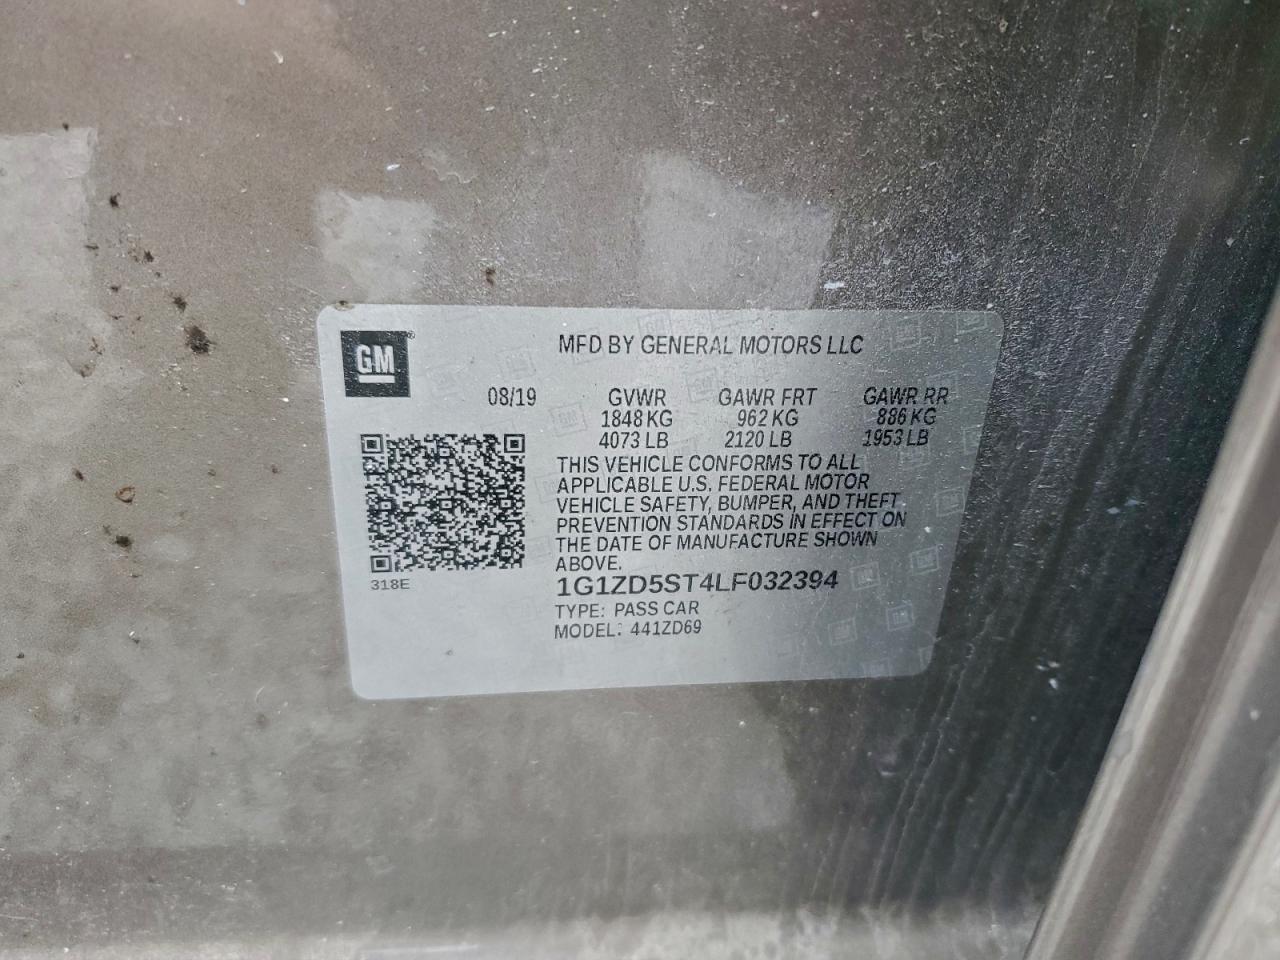 GM
MFD BY GENERAL MOTORS LLC
08/19 GVWR GAWR FRT GAWR RR
1848 KG 962 KG 886 KG
4073 LB 2120 LB 1953 LB
THIS VEHICLE CONFORMS TO ALL
APPLICABLE U.S. FEDERAL MOTOR
VEHICLE SAFETY, BUMPER, AND THEFT
PREVENTION STANDARDS IN EFFECT ON
THE DATE OF MANUFACTURE SHOWN
ABOVE.
318E
1G1ZD5ST4LF032394
TYPE: PASS CAR
MODEL: 441ZD69